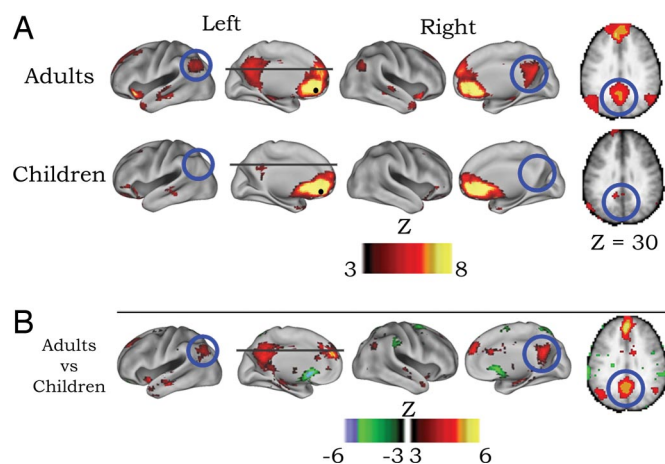 A
Left
Right
Adults
Children
Z
3
8
Z = 30
B
Adults
vs
Children
Z
-6
-3
3
6